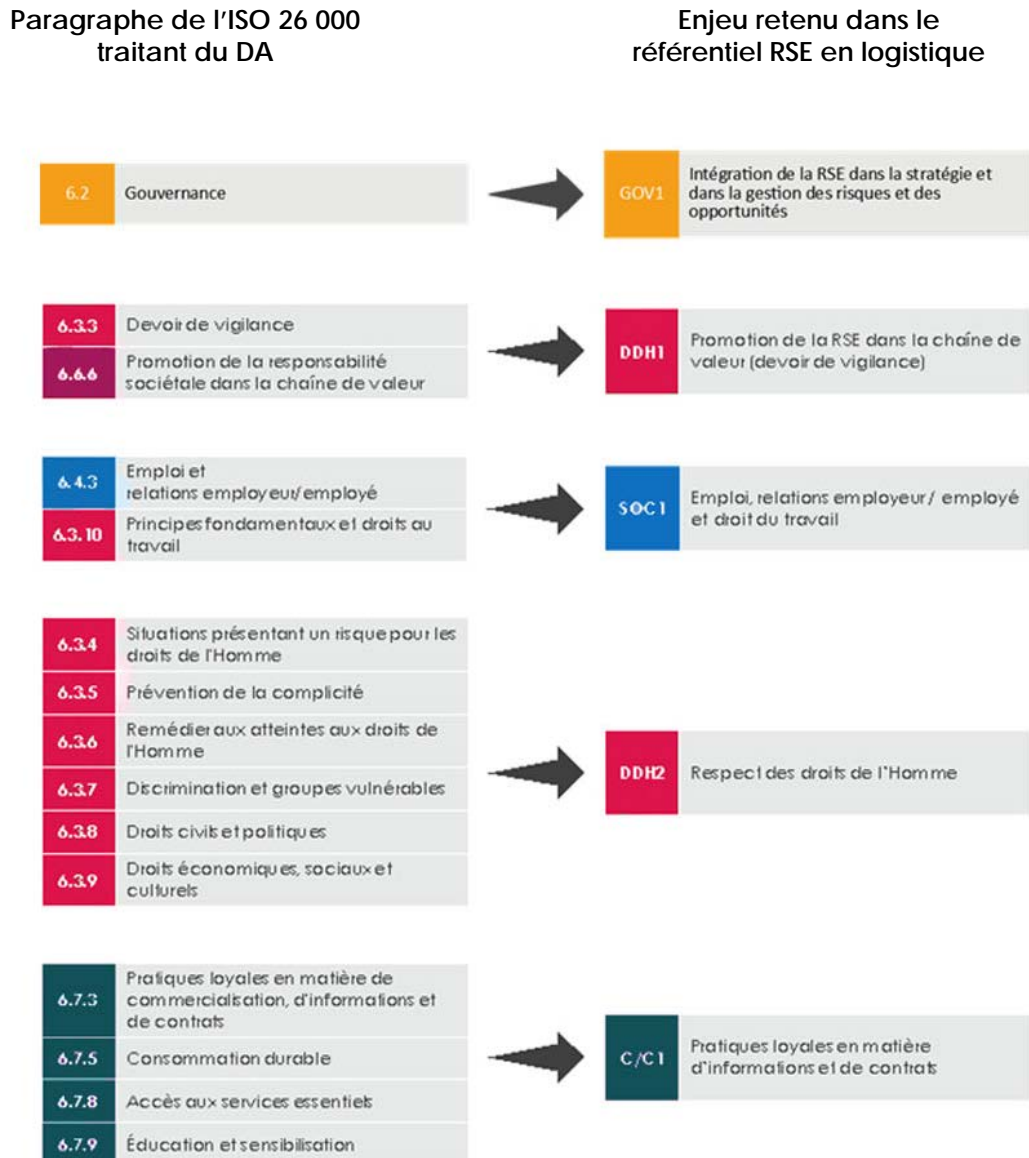 Paragraphe de l'ISO 26 000
traitant du DA
Enjeu retenu dans le
référentiel RSE en logistique
6.2
Gouvernance
GOV1
Intégration de la RSE dans la stratégie et
dans la gestion des risques et des
opportunités
6.3.3
Devoir de vigilance
6.6.6
Promotion de la responsabilité
sociétale dans la chaîne de valeur
DDH1
Promotion de la RSE dans la chaîne de
valeur (devoir de vigilance)
6.4.3
Emploi et
relations employeur/employé
6.3.10
Principes fondamentaux et droits au
travail
SOC1
Emploi, relations employeur / employé
et droit du travail
6.3.4
Situations présentant un risque pour les
droits de l'Homme
6.3.5
Prévention de la complicité
6.3.6
Remédier aux atteintes aux droits de
l'Homme
6.3.7
Discrimination et groupes vulnérables
6.3.8
Droits civils et politiques
6.3.9
Droits économiques, sociaux et
culturels
DDH2
Respect des droits de l'Homme
6.7.3
Pratiques loyales en matière de
commercialisation, d'informations et
de contrats
6.7.5
Consommation durable
6.7.8
Accès aux services essentiels
6.7.9
Éducation et sensibilisation
C/C1
Pratiques loyales en matière
d'informations et de contrats